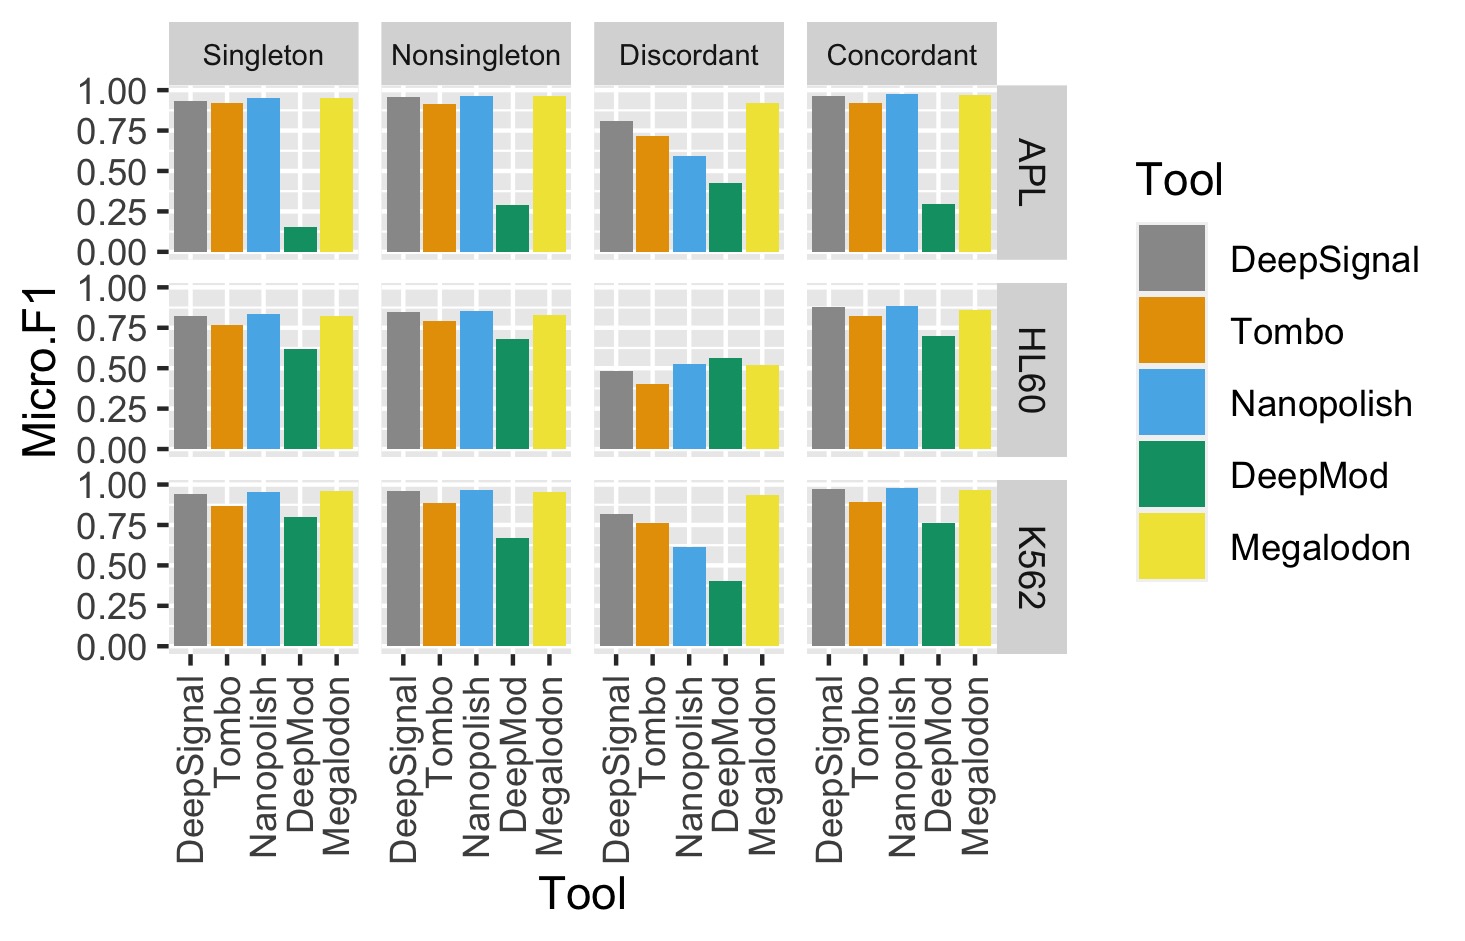 Singleton Nonsingleton Discordant Concordant
1.00
0.75
0.50
0.25
0.00
APL
1.00
0.75
0.50
0.25
0.00
HL60
1.00
0.75
0.50
0.25
0.00
K562
Micro.F1
DeepSignal Tombo Nanopolish DeepMod Megalodon DeepSignal Tombo Nanopolish DeepMod Megalodon DeepSignal Tombo Nanopolish DeepMod Megalodon DeepSignal Tombo Nanopolish DeepMod Megalodon
Tool
Tool
DeepSignal
Tombo
Nanopolish
DeepMod
Megalodon